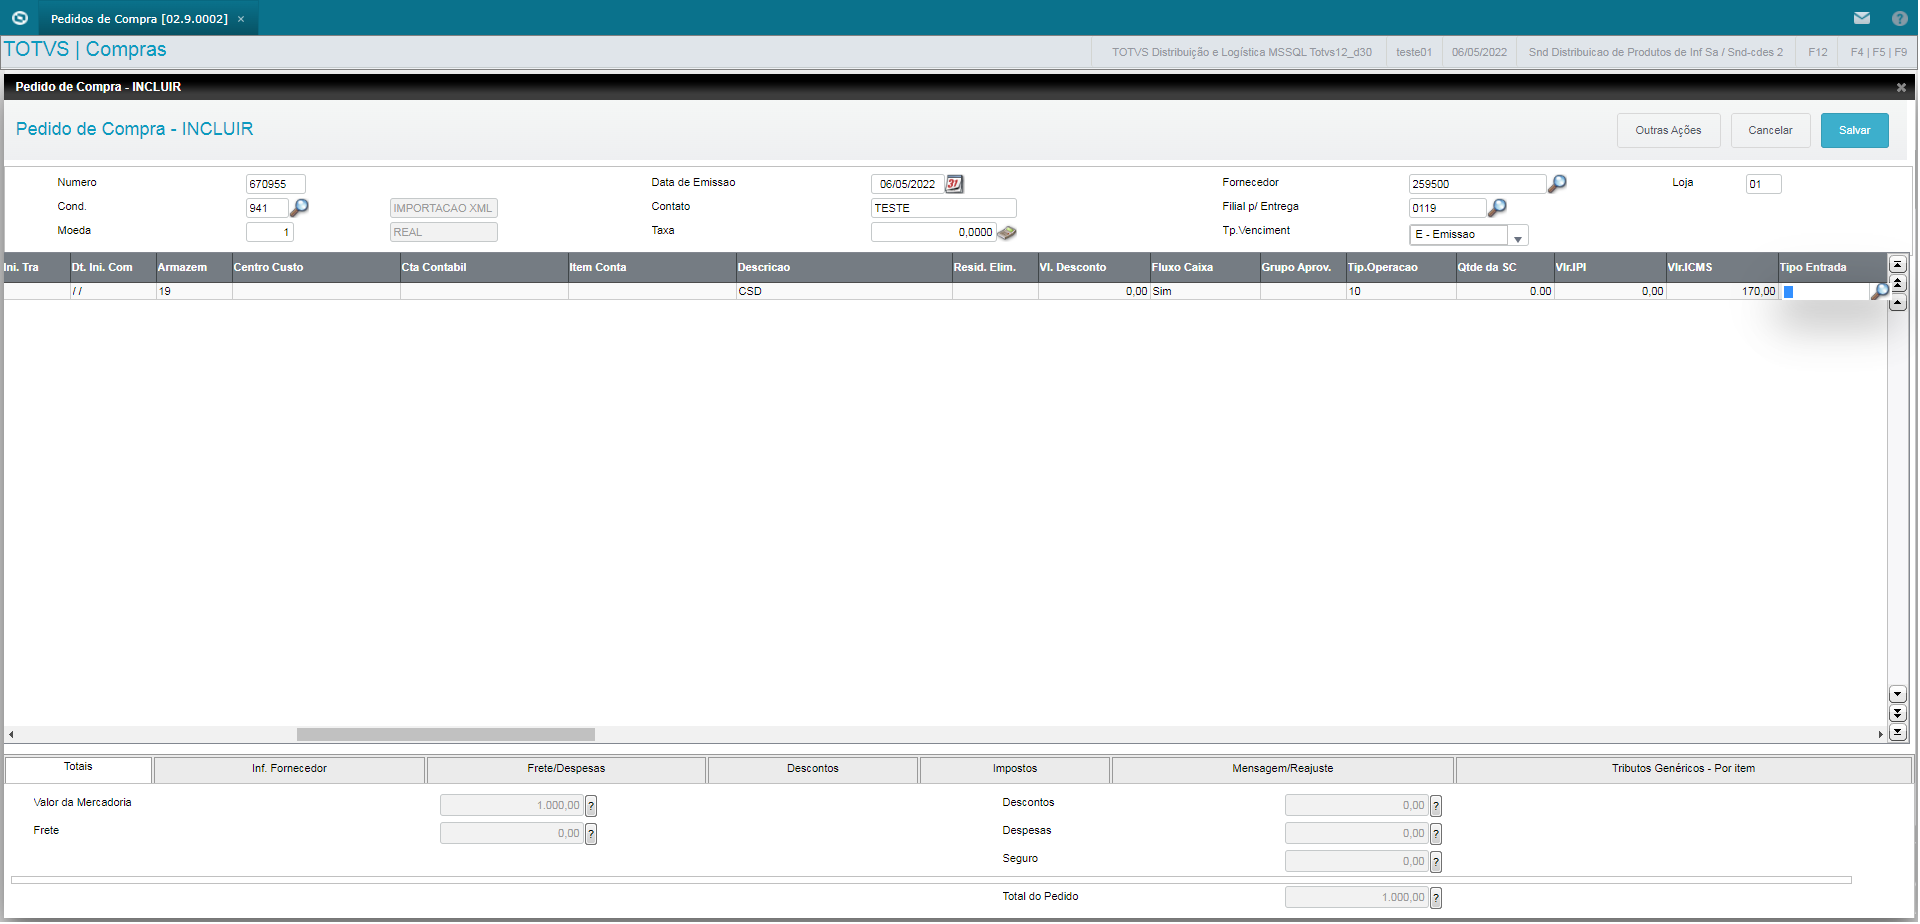 Pedidos de Compra [02.9.0002] ×
TOTVS | Compras
TOTVS Distribuição e Logística MSSQL Totvs12_d30 teste01 06/05/2022 Snd Distribuicao de Produtos de Inf Sa / Snd-cdes 2 F12 F4 | F5 | F9
Pedido de Compra - INCLUIR
Pedido de Compra - INCLUIR Outras Ações Cancelar Salvar
Numero 670955 Data de Emissao 06/05/2022 31 Fornecedor 259500 Loja 01
Cond. 941 IMPORTACAO XML Contato TESTE Filial p/ Entrega 0119
Moeda 1 REAL Taxa 0,0000 Tp.Venciment E - Emissao
Ini. Tra Dt. Ini. Com Armazem Centro Custo Cta Contabil Item Conta Descricao Resid. Elim. Vl. Desconto Fluxo Caixa Grupo Aprov. Tip.Operacao Qtde da SC Vlr.IPI Vlr.ICMS Tipo Entrada
/ / 19 CSD 0,00 Sim 10 0.00 0,00 170,00
Totais Inf. Fornecedor Frete/Despesas Descontos Impostos Mensagem/Reajuste Tributos Genéricos - Por item
Valor da Mercadoria 1.000,00 ? Descontos 0,00 ?
Frete 0,00 ? Despesas 0,00 ?
Seguro 0,00 ?
Total do Pedido 1.000,00 ?